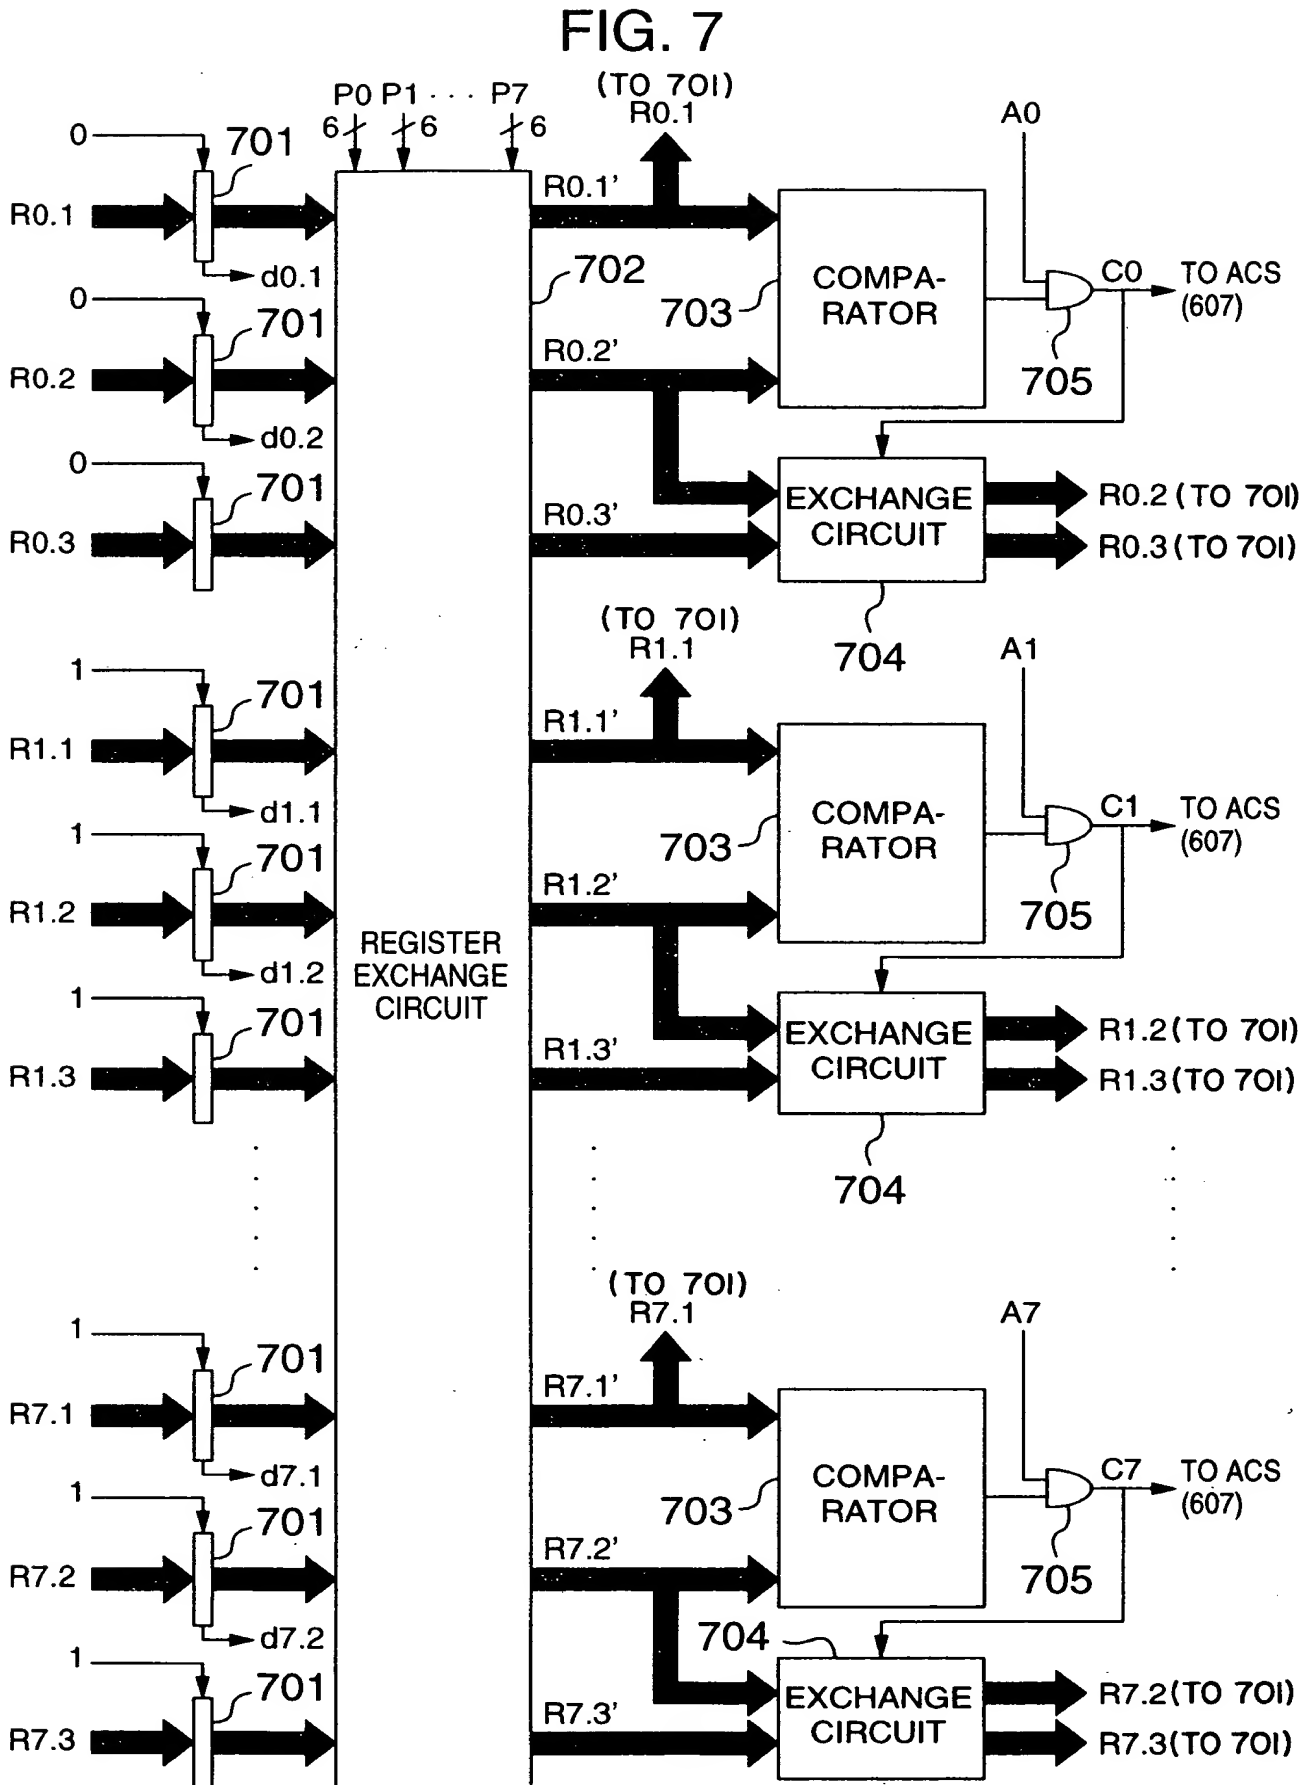 FIG. 7
P0 P1 · · · P7
6 6 6
(TO 701)
R0.1
A0
0
701
R0.1
R0.1'
d0.1
702
COMPA-
RATOR
703
C0
TO ACS
(607)
705
0
701
R0.2
R0.2'
d0.2
0
701
R0.3
R0.3'
EXCHANGE
CIRCUIT
R0.2 (TO 701)
R0.3 (TO 701)
704
(TO 701)
R1.1
A1
1
701
R1.1
R1.1'
d1.1
COMPA-
RATOR
703
C1
TO ACS
(607)
705
1
701
R1.2
R1.2'
d1.2
REGISTER
EXCHANGE
CIRCUIT
1
701
R1.3
R1.3'
EXCHANGE
CIRCUIT
R1.2 (TO 701)
R1.3 (TO 701)
704
(TO 701)
R7.1
A7
1
701
R7.1
R7.1'
d7.1
COMPA-
RATOR
703
C7
TO ACS
(607)
705
1
701
R7.2
R7.2'
d7.2
704
1
701
R7.3
R7.3'
EXCHANGE
CIRCUIT
R7.2 (TO 701)
R7.3 (TO 701)